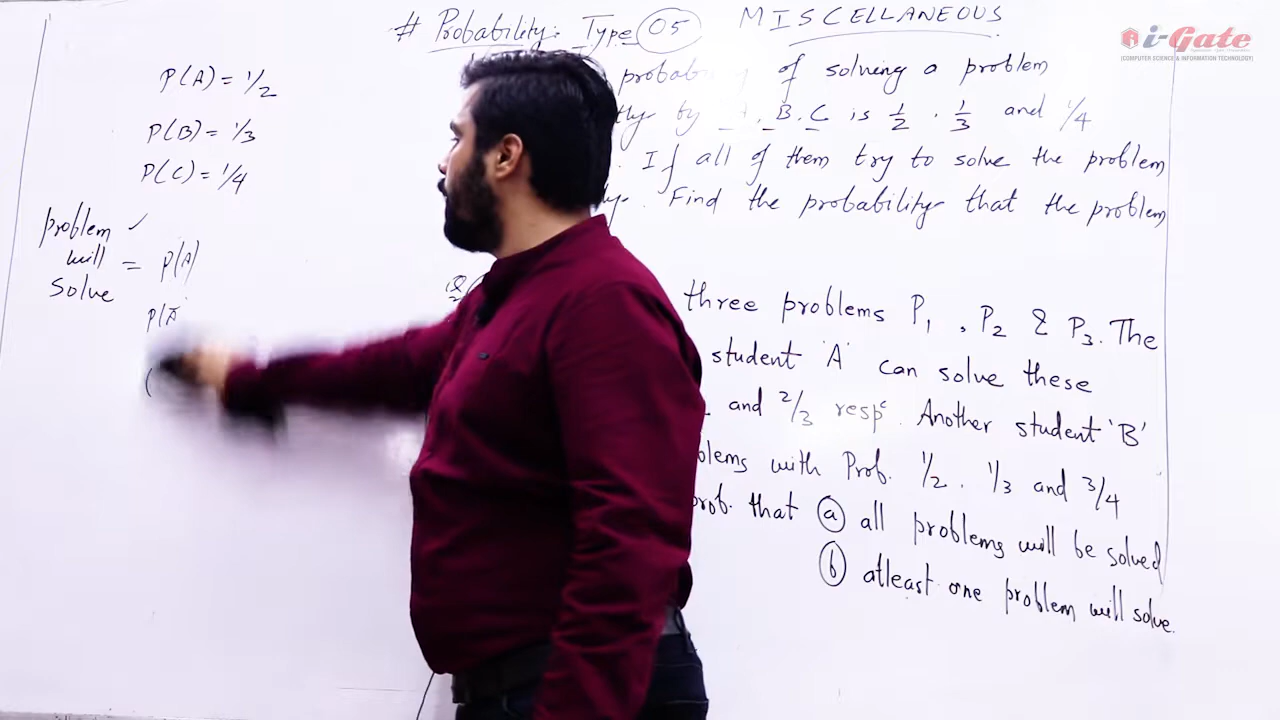 # Probability: Type 05 MISCELLANEOUS
i-Gate
(COMPUTER SCIENCE & INFORMATION TECHNOLOGY)
of solving a problem
by A, B, C is 1/2 . 1/3 and 1/4
If all of them try to solve the problem
Find the probability that the problem
three problems P1 , P2 & P3. The
student 'A' can solve these
and 2/3 respc. Another student 'B'
with Prob. 1/2 . 1/3 and 3/4
that (a) all problems will be solved
(b) atleast one problem will solve.
P(A) = 1/2
P(B) = 1/3
P(C) = 1/4
problem ✓
will = P(A)
solve